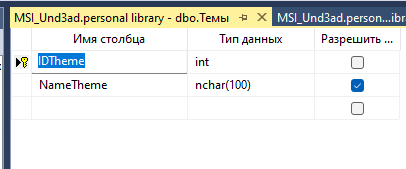 MSI_Und3ad.personal library - dbo.Темы
MSI_Und3ad.person...ibr
Имя столбца Тип данных Разрешить ...
IDTheme int
NameTheme nchar(100)